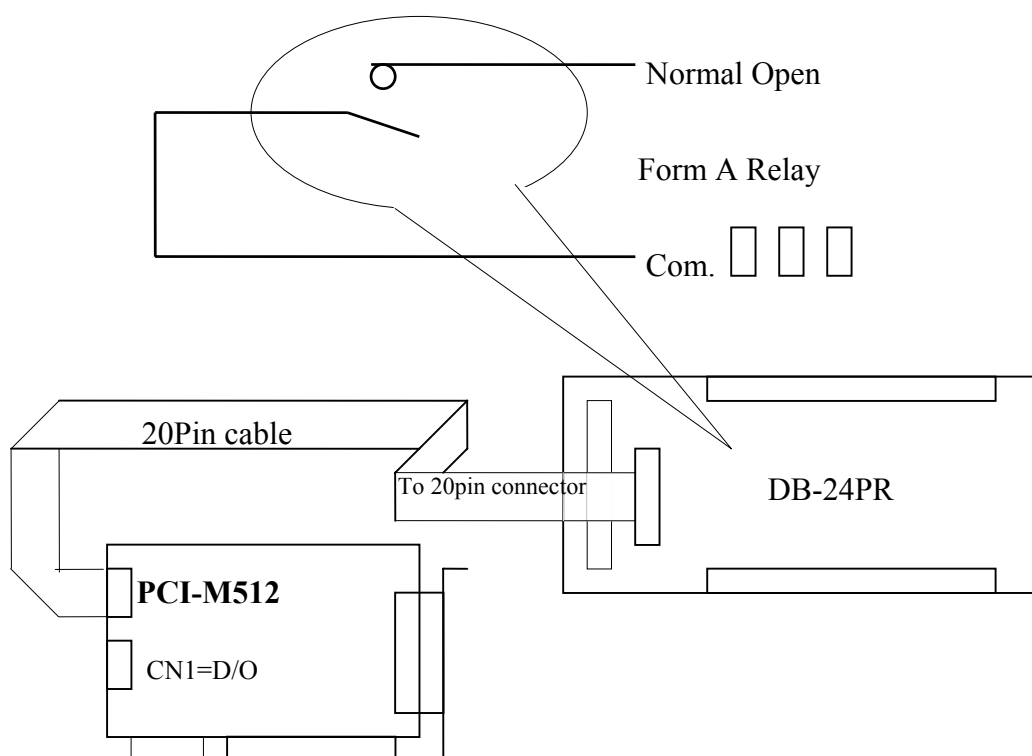 Normal Open
Form A Relay
Com.
20Pin cable
To 20pin connector
DB-24PR
PCI-M512
CN1=D/O